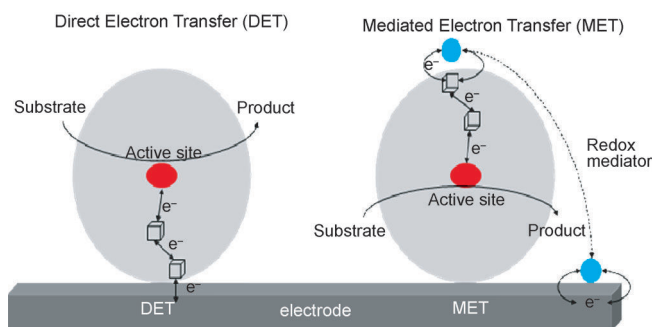 Direct Electron Transfer (DET)
Substrate
Product
Active site
e⁻
e⁻
e⁻
DET
electrode
Mediated Electron Transfer (MET)
e⁻
e⁻
e⁻
Active site
Substrate
Product
Redox
mediator
e⁻
MET